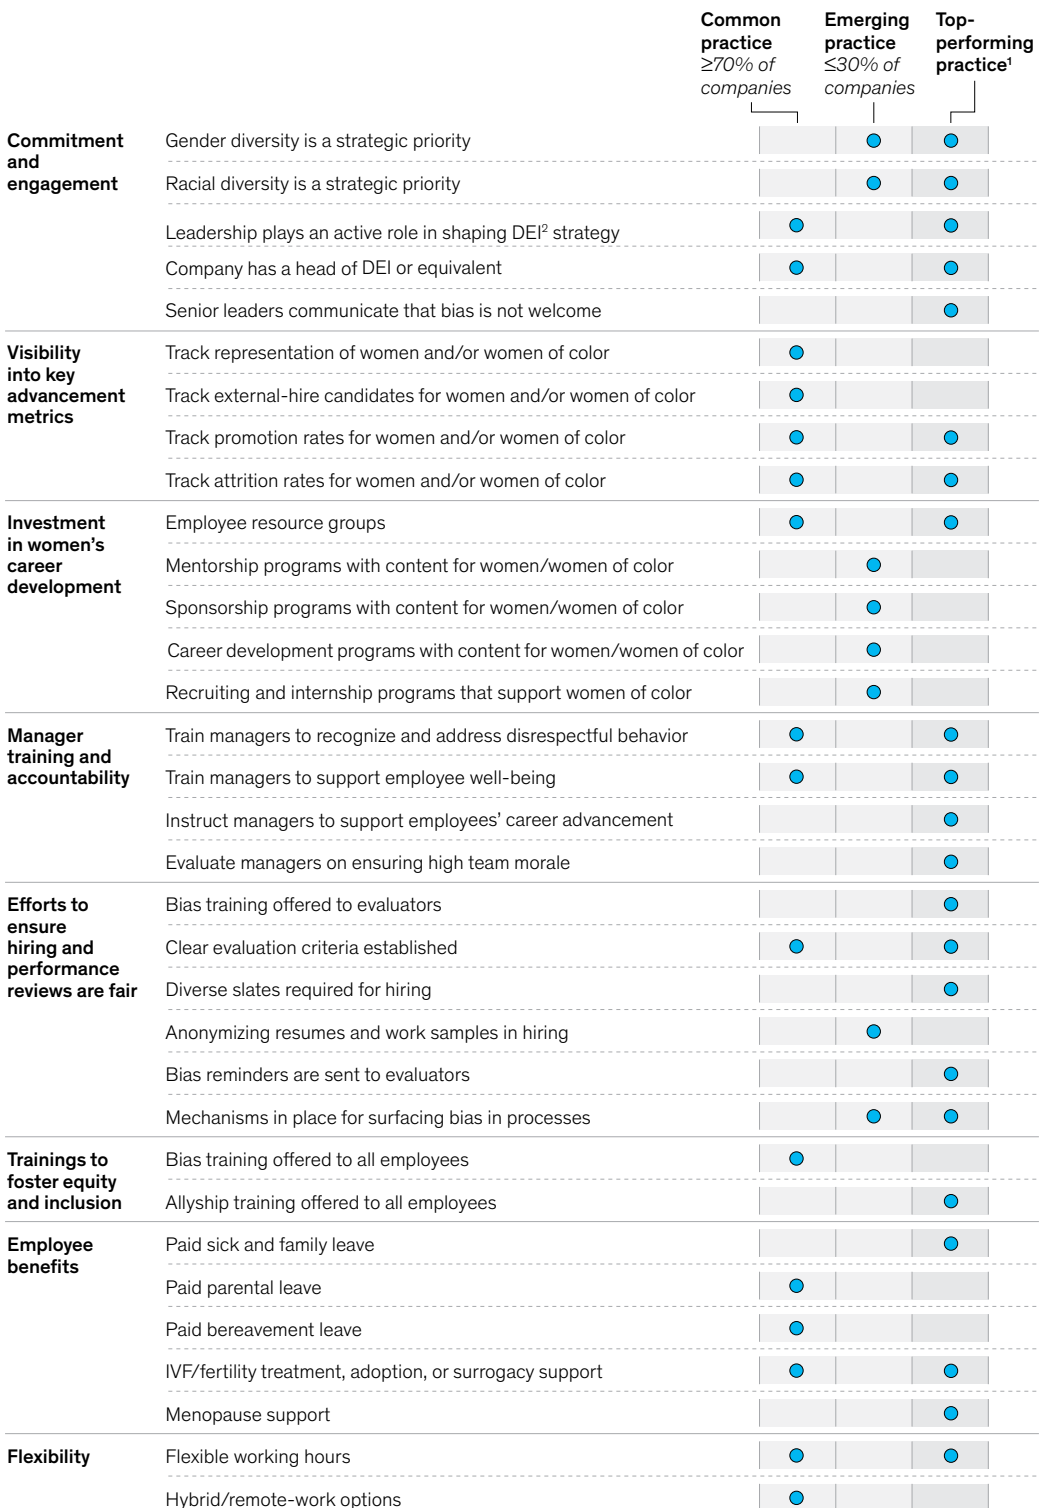 Common
practice
≥70% of
companies
Emerging
practice
≤30% of
companies
Top-
performing
practice¹
Commitment
and
engagement
Gender diversity is a strategic priority
Racial diversity is a strategic priority
Leadership plays an active role in shaping DEI² strategy
Company has a head of DEI or equivalent
Senior leaders communicate that bias is not welcome
Visibility
into key
advancement
metrics
Track representation of women and/or women of color
Track external-hire candidates for women and/or women of color
Track promotion rates for women and/or women of color
Track attrition rates for women and/or women of color
Investment
in women's
career
development
Employee resource groups
Mentorship programs with content for women/women of color
Sponsorship programs with content for women/women of color
Career development programs with content for women/women of color
Recruiting and internship programs that support women of color
Manager
training and
accountability
Train managers to recognize and address disrespectful behavior
Train managers to support employee well-being
Instruct managers to support employees' career advancement
Evaluate managers on ensuring high team morale
Efforts to
ensure
hiring and
performance
reviews are fair
Bias training offered to evaluators
Clear evaluation criteria established
Diverse slates required for hiring
Anonymizing resumes and work samples in hiring
Bias reminders are sent to evaluators
Mechanisms in place for surfacing bias in processes
Trainings to
foster equity
and inclusion
Bias training offered to all employees
Allyship training offered to all employees
Employee
benefits
Paid sick and family leave
Paid parental leave
Paid bereavement leave
IVF/fertility treatment, adoption, or surrogacy support
Menopause support
Flexibility
Flexible working hours
Hybrid/remote-work options